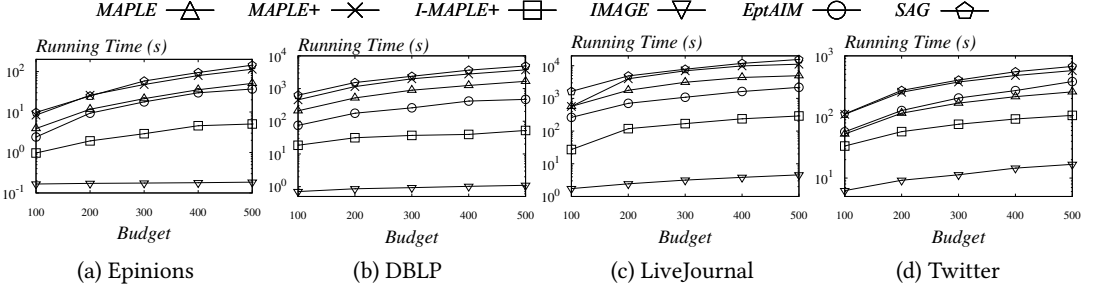 MAPLE MAPLE+ I-MAPLE+ IMAGE EptAIM SAG
Running Time (s) Running Time (s) Running Time (s) Running Time (s)
10^2 10^1 10^0 10^-1
100 200 300 400 500
Budget
(a) Epinions
10^4 10^3 10^2 10^1 10^0
100 200 300 400 500
Budget
(b) DBLP
10^4 10^3 10^2 10^1 10^0
100 200 300 400 500
Budget
(c) LiveJournal
10^3 10^2 10^1
100 200 300 400 500
Budget
(d) Twitter